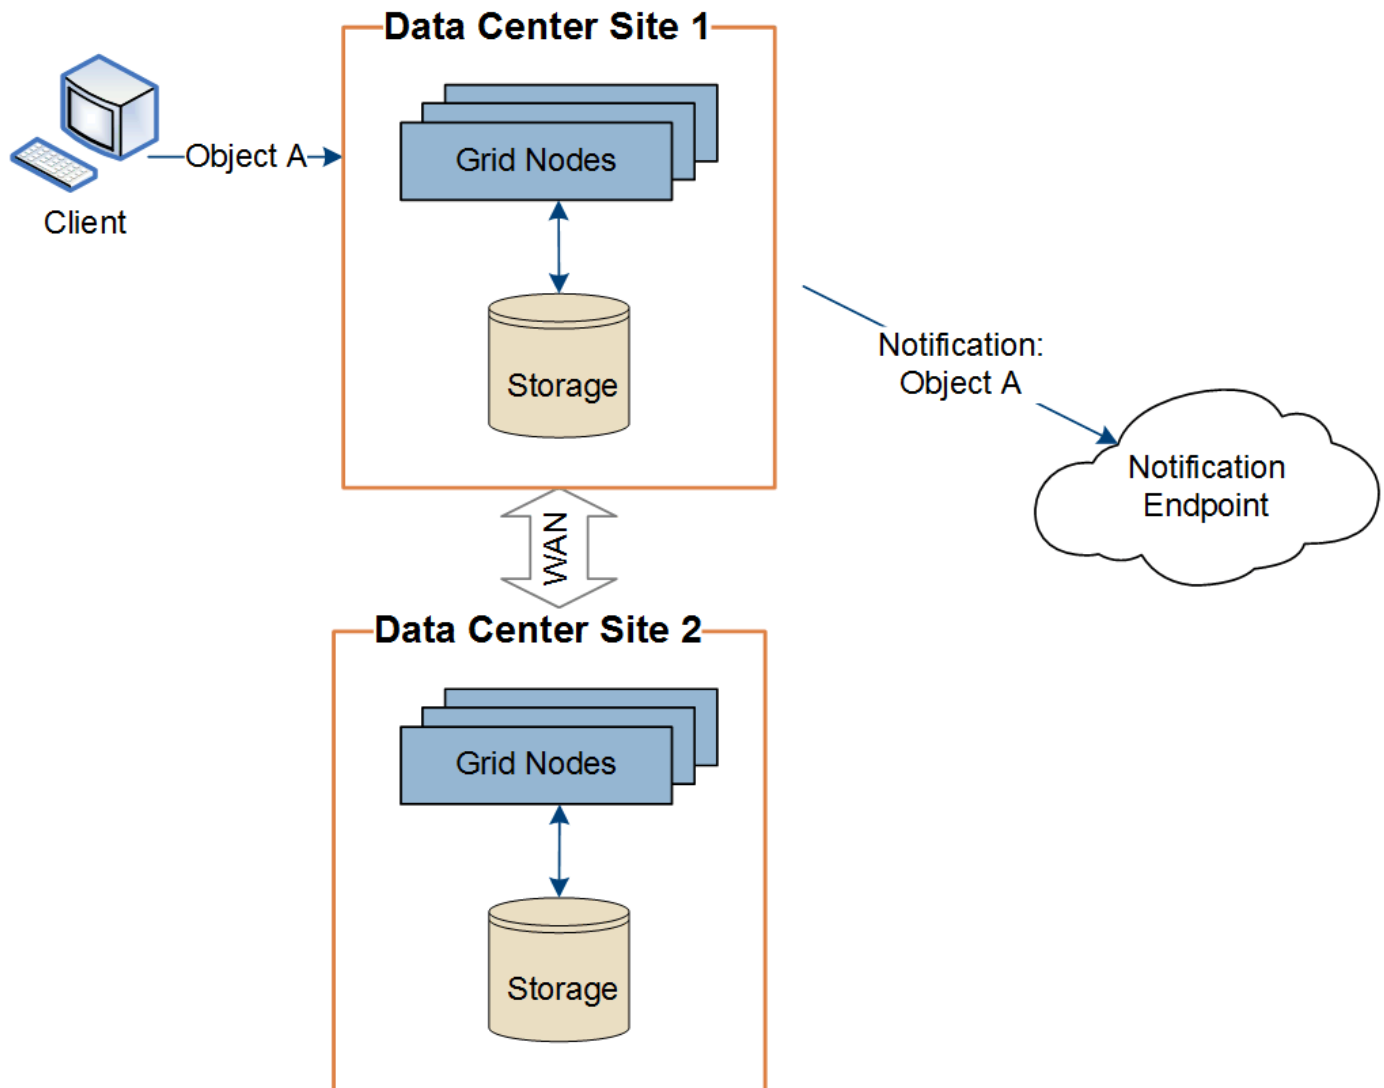 Data Center Site 1
Client
Object A
Grid Nodes
Storage
Notification:
Object A
Notification
Endpoint
WAN
Data Center Site 2
Grid Nodes
Storage